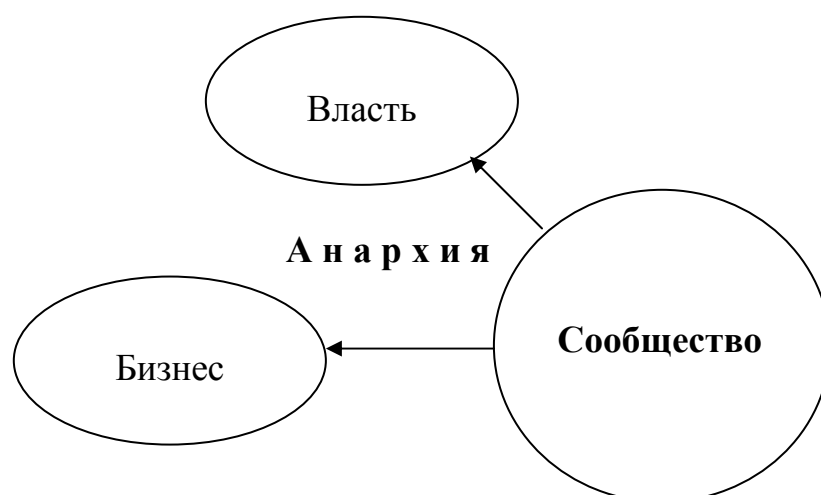 Власть
А н а р х и я
Сообщество
Бизнес